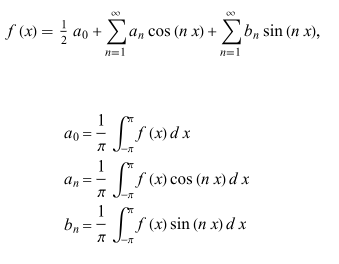 f (x) = 1/2 a₀ + ∑_{n=1}^{∞} aₙ cos (n x) + ∑_{n=1}^{∞} bₙ sin (n x),
a₀ = 1/π ∫_{-π}^{π} f (x) d x
aₙ = 1/π ∫_{-π}^{π} f (x) cos (n x) d x
bₙ = 1/π ∫_{-π}^{π} f (x) sin (n x) d x